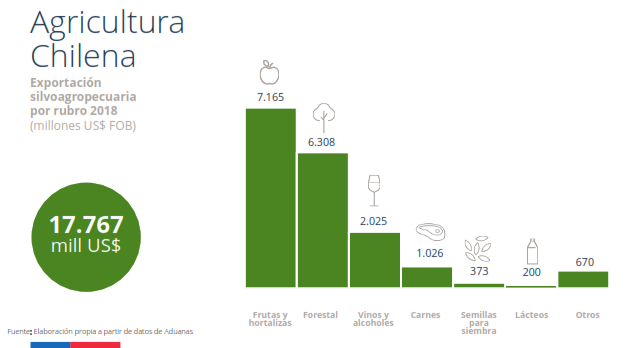 Agricultura
Chilena
Exportación
silvoagropecuaria
por rubro 2018
(millones US$ FOB)
17.767
mill US$
7.165
6.308
2.025
1.026
373
200
670
Frutas y
hortalizas
Forestal
Vinos y
alcoholes
Carnes
Semillas
para
siembra
Lácteos
Otros
Fuente: Elaboración propia a partir de datos de Aduanas